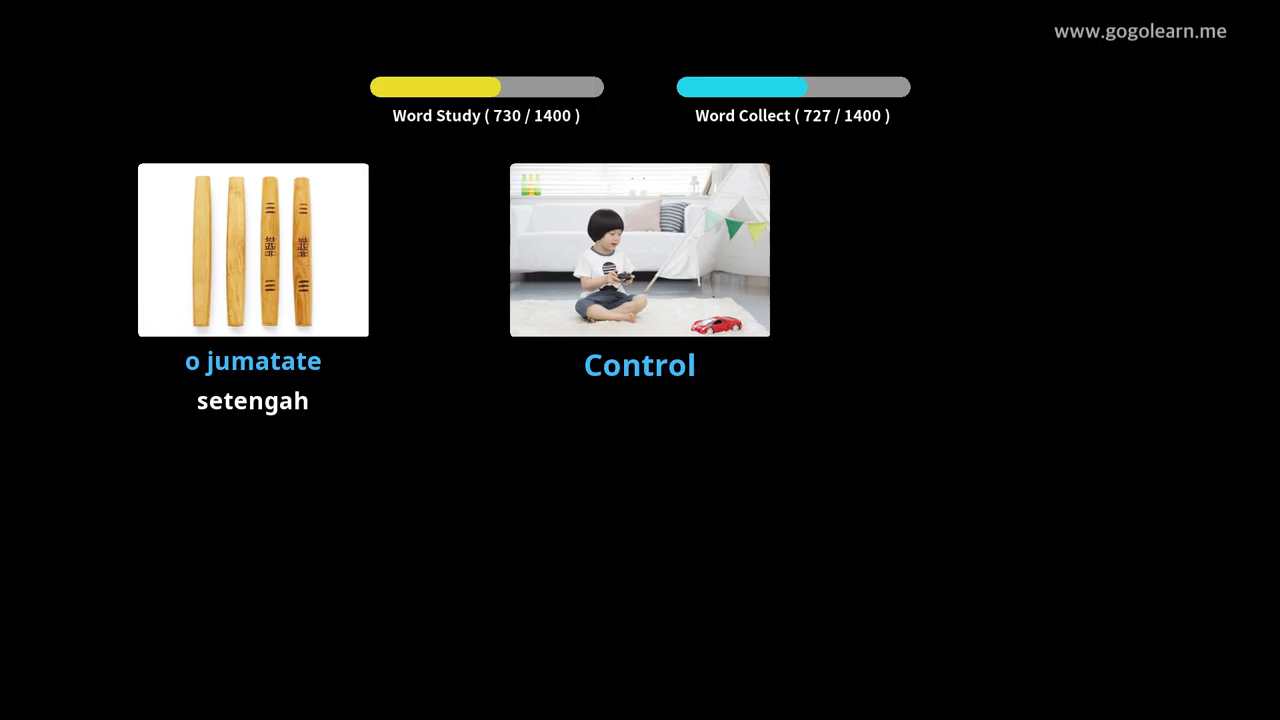 www.gogolearn.me
Word Study ( 730 / 1400 )
Word Collect ( 727 / 1400 )
o jumatate
setengah
Control